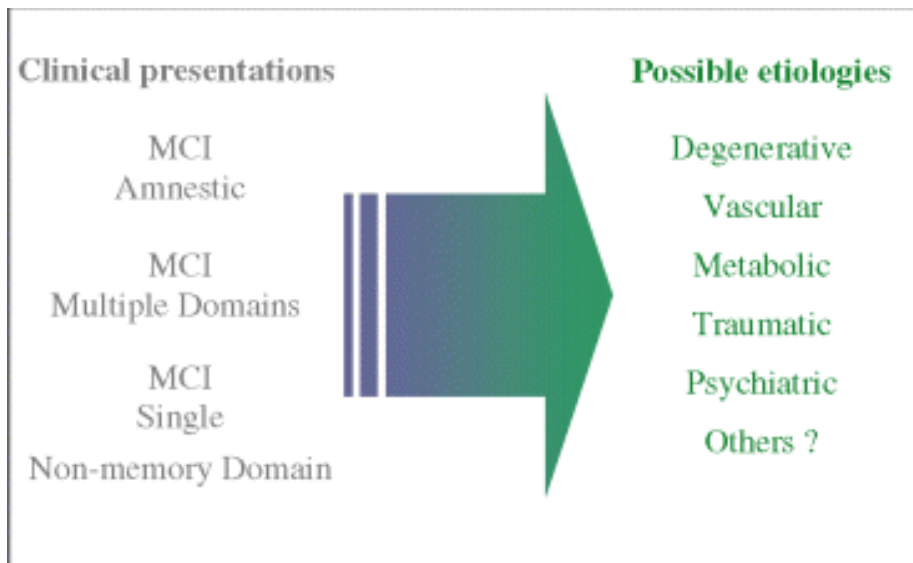 Clinical presentations
MCI
Amnestic
MCI
Multiple Domains
MCI
Single
Non-memory Domain
Possible etiologies
Degenerative
Vascular
Metabolic
Traumatic
Psychiatric
Others ?